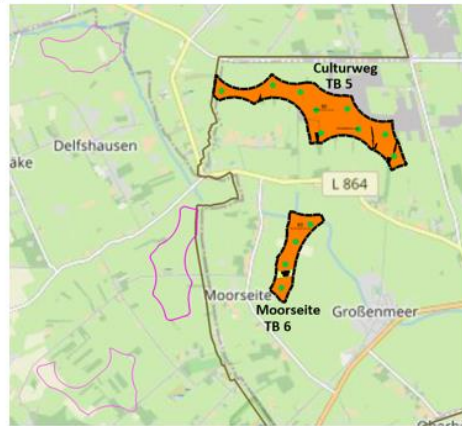 Culturweg
TB 5
Delfshausen
äke
L 864
Moorseite
Moorseite
TB 6
Großenmeer